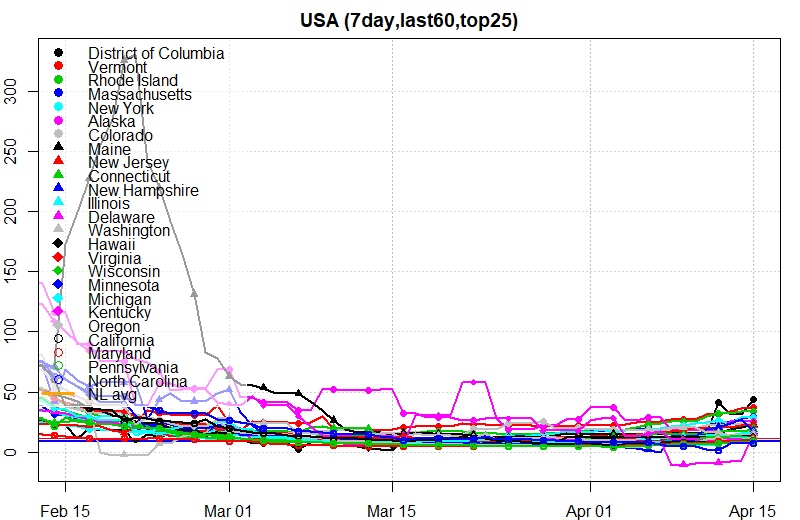 USA (7day,last60,top25)
District of Columbia
Vermont
Rhode Island
Massachusetts
New York
Alaska
Colorado
Maine
New Jersey
Connecticut
New Hampshire
Illinois
Delaware
Washington
Hawaii
Virginia
Wisconsin
Minnesota
Michigan
Kentucky
Oregon
California
Maryland
Pennsylvania
North Carolina
NL avg
300
250
200
150
100
50
0
Feb 15
Mar 01
Mar 15
Apr 01
Apr 15